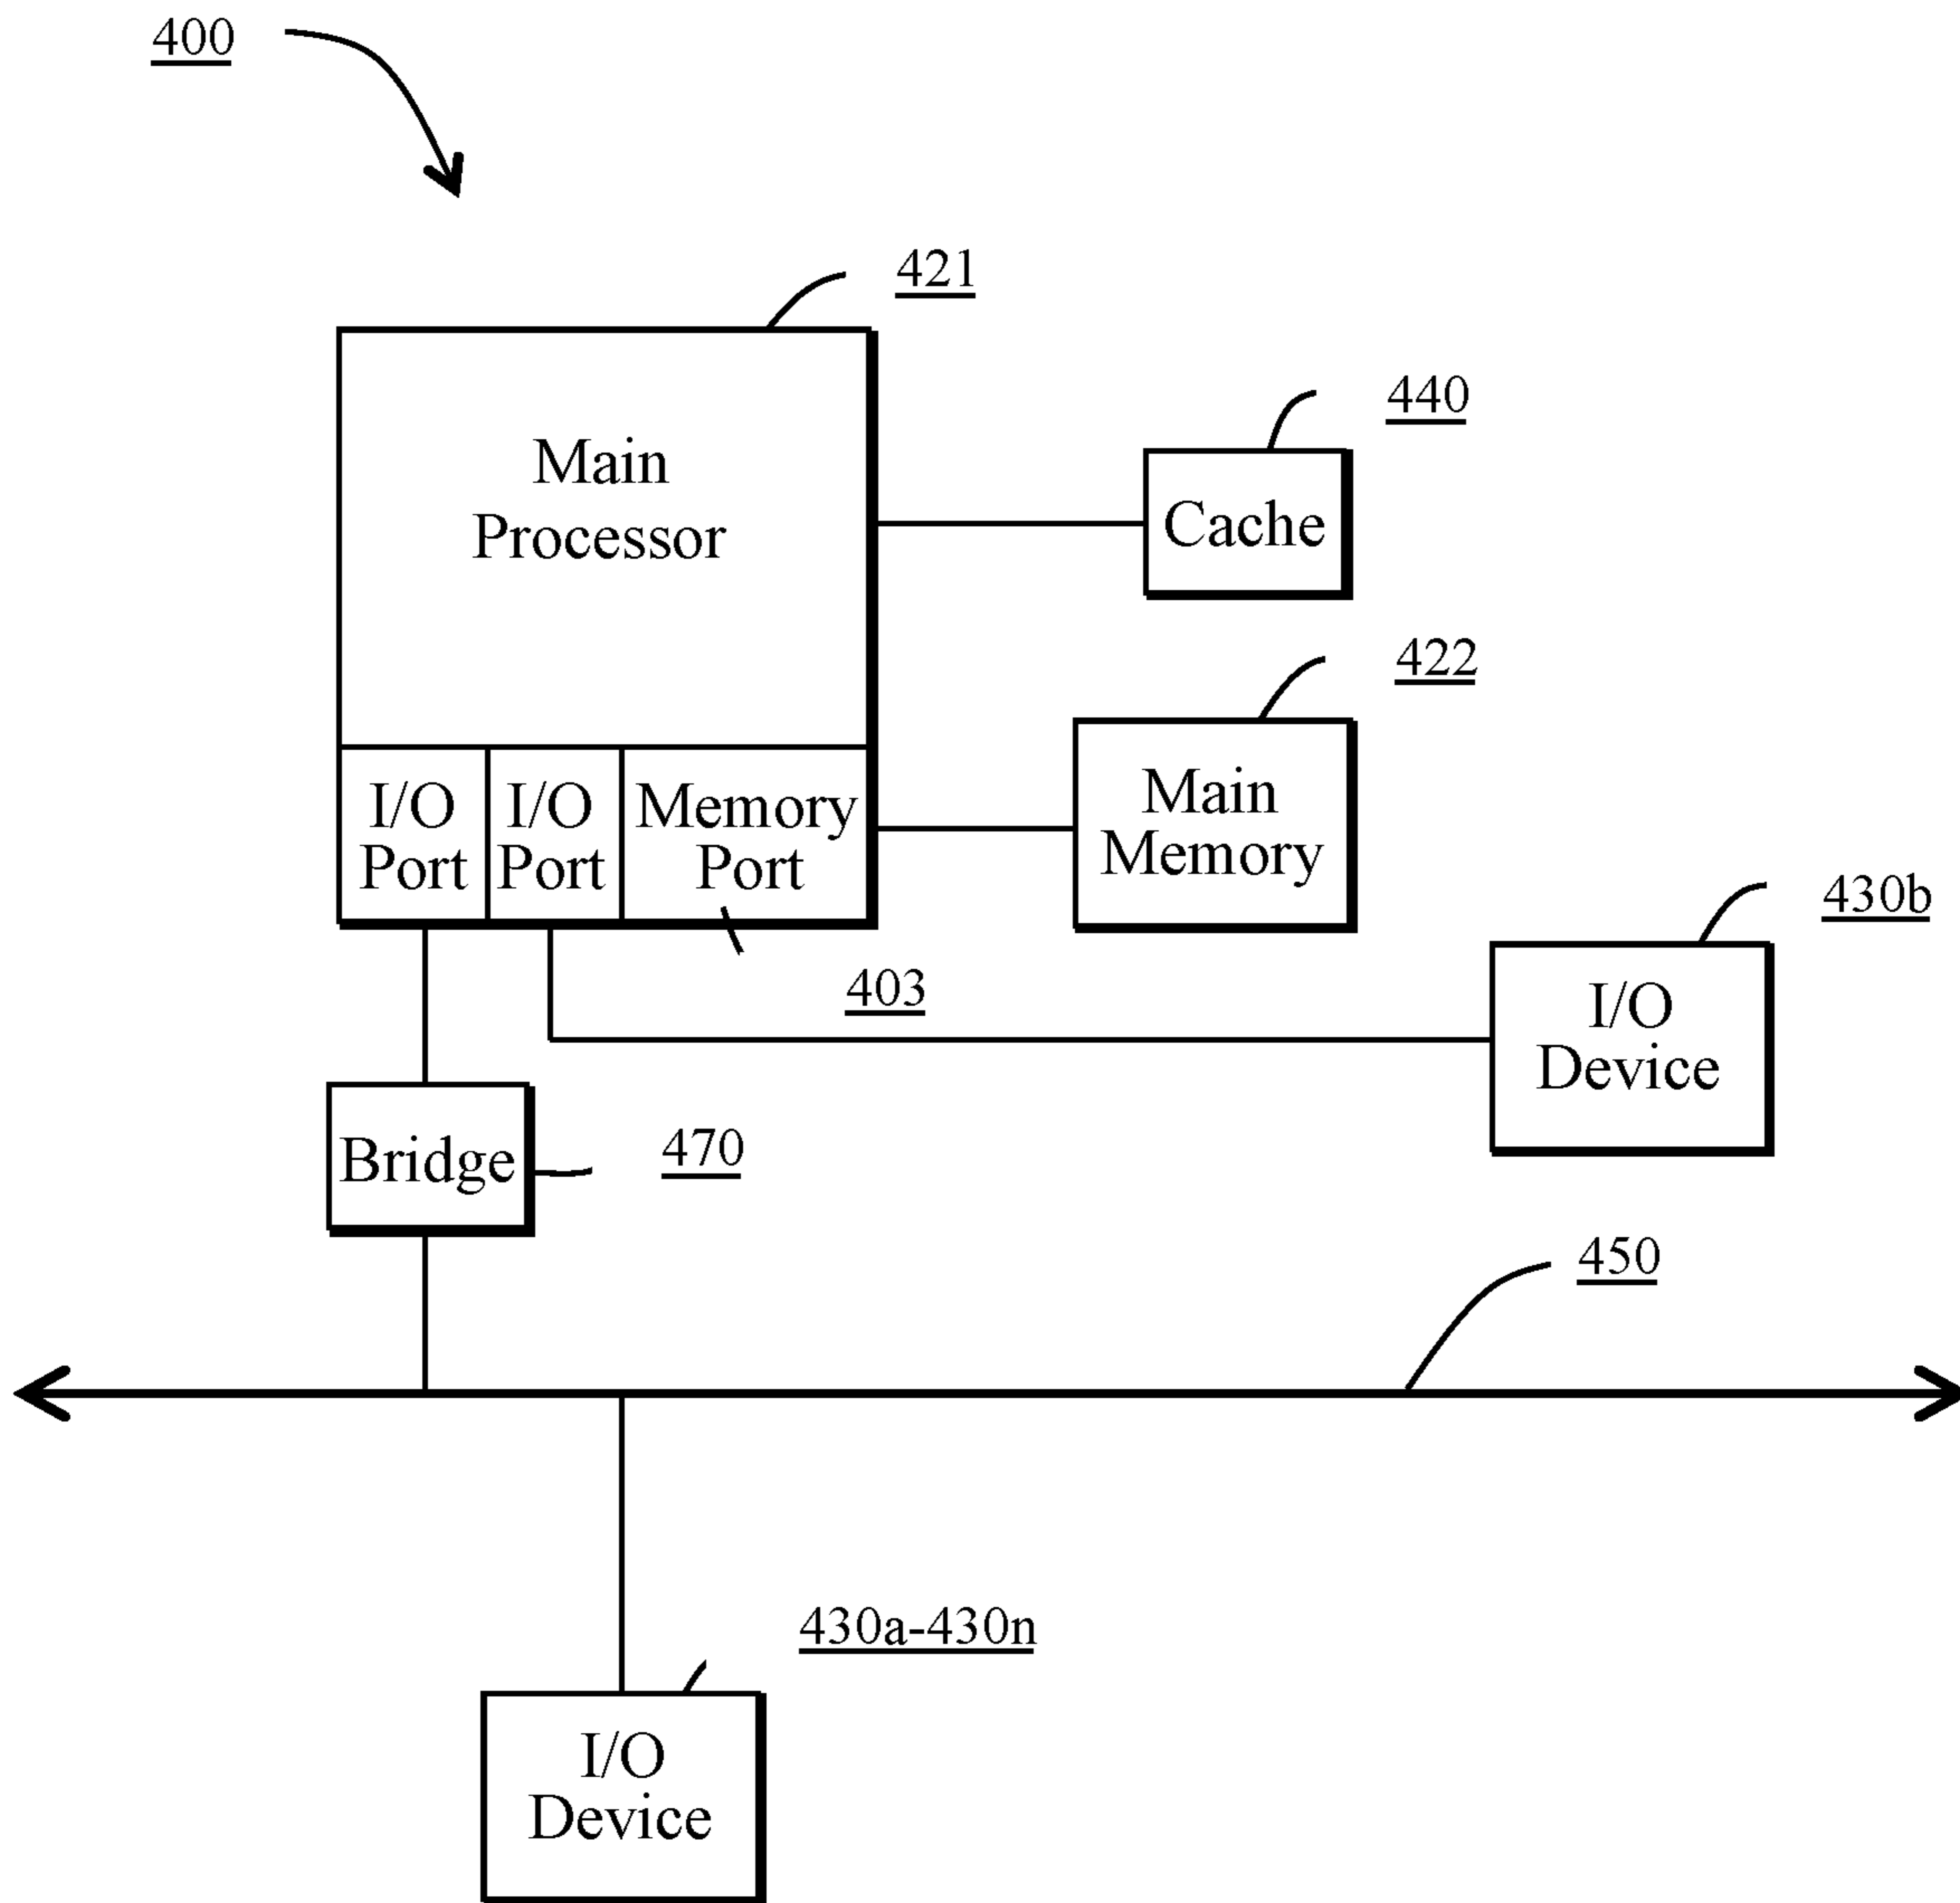 400
421
440
Main
Processor
Cache
422
I/O
Port
I/O
Port
Memory
Port
Main
Memory
430b
403
I/O
Device
Bridge
470
450
430a-430n
I/O
Device